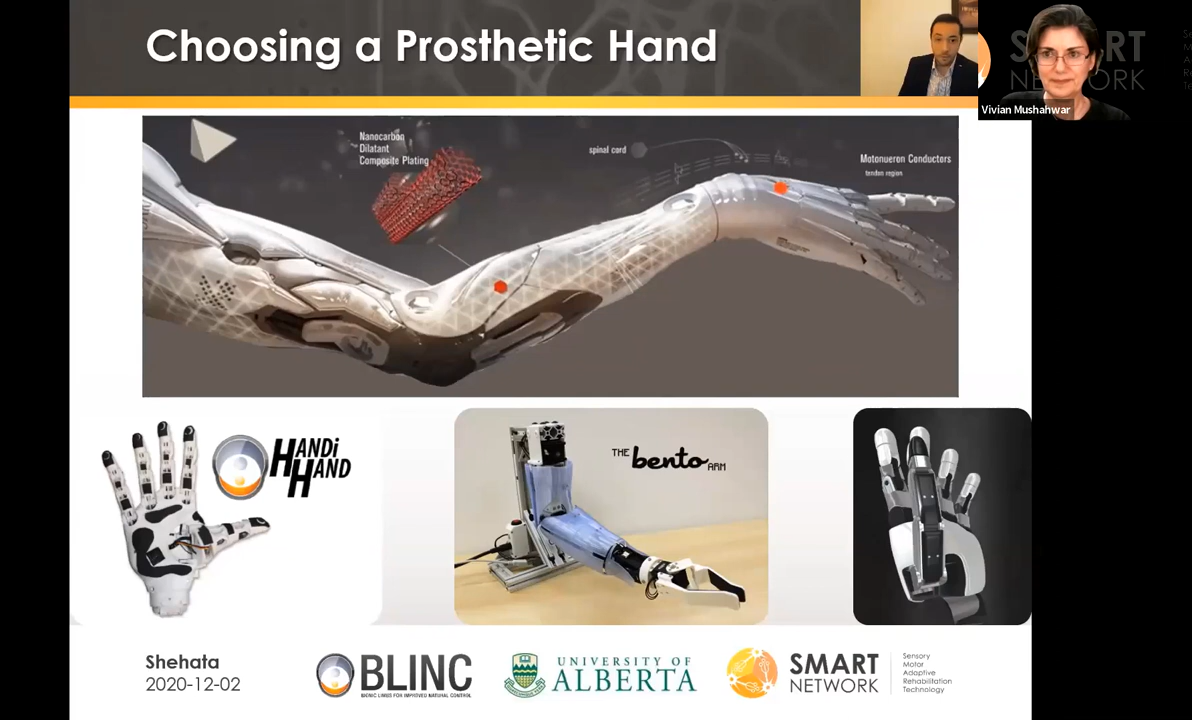 Choosing a Prosthetic Hand
SMART
NETWORK
Vivian Mushahwar
Nanocarbon
Dilatant
Composite Plating
spinal cord
Motonueron Conductors
tendon region
HANDi
HAND
THE bento ARM
Shehata
2020-12-02
BLINC
BIONIC LIMBS FOR IMPROVED NATURAL CONTROL
UNIVERSITY OF
ALBERTA
SMART
NETWORK
Sensory
Motor
Adaptive
Rehabilitation
Technology